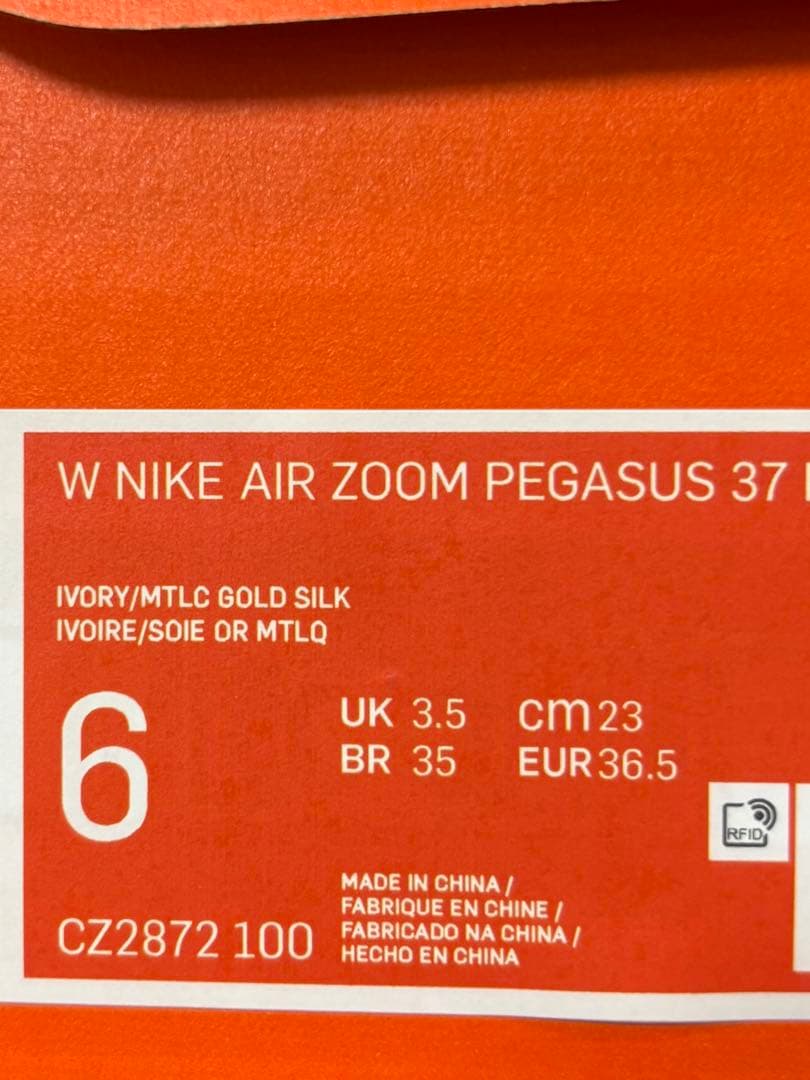 W NIKE AIR ZOOM PEGASUS 37
IVORY/MTLC GOLD SILK
IVOIRE/SOIE OR MTLQ
6
UK 3.5 cm 23
BR 35 EUR 36.5
RFID
CZ2872 100
MADE IN CHINA /
FABRIQUE EN CHINE /
FABRICADO NA CHINA /
HECHO EN CHINA